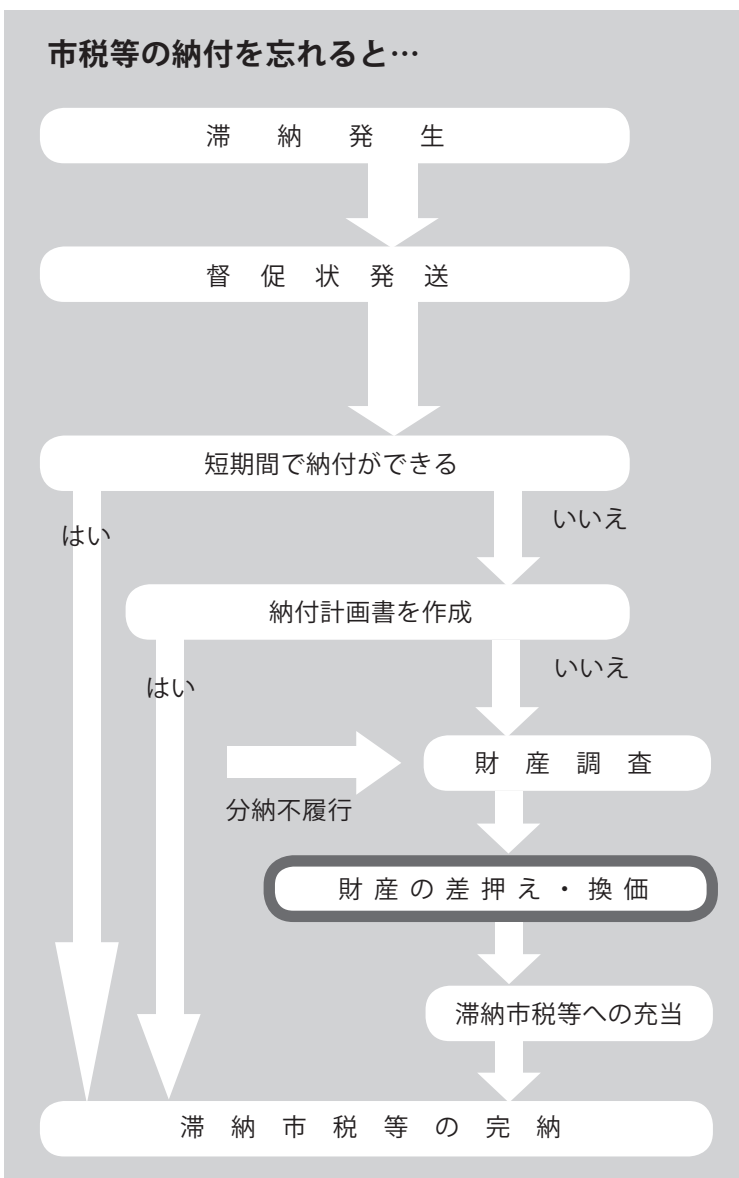 市税等の納付を忘れると…
滞納発生
督促状発送
短期間で納付ができる
はい
いいえ
納付計画書を作成
はい
いいえ
財産調査
分納不履行
財産の差押え・換価
滞納市税等への充当
滞納市税等の完納